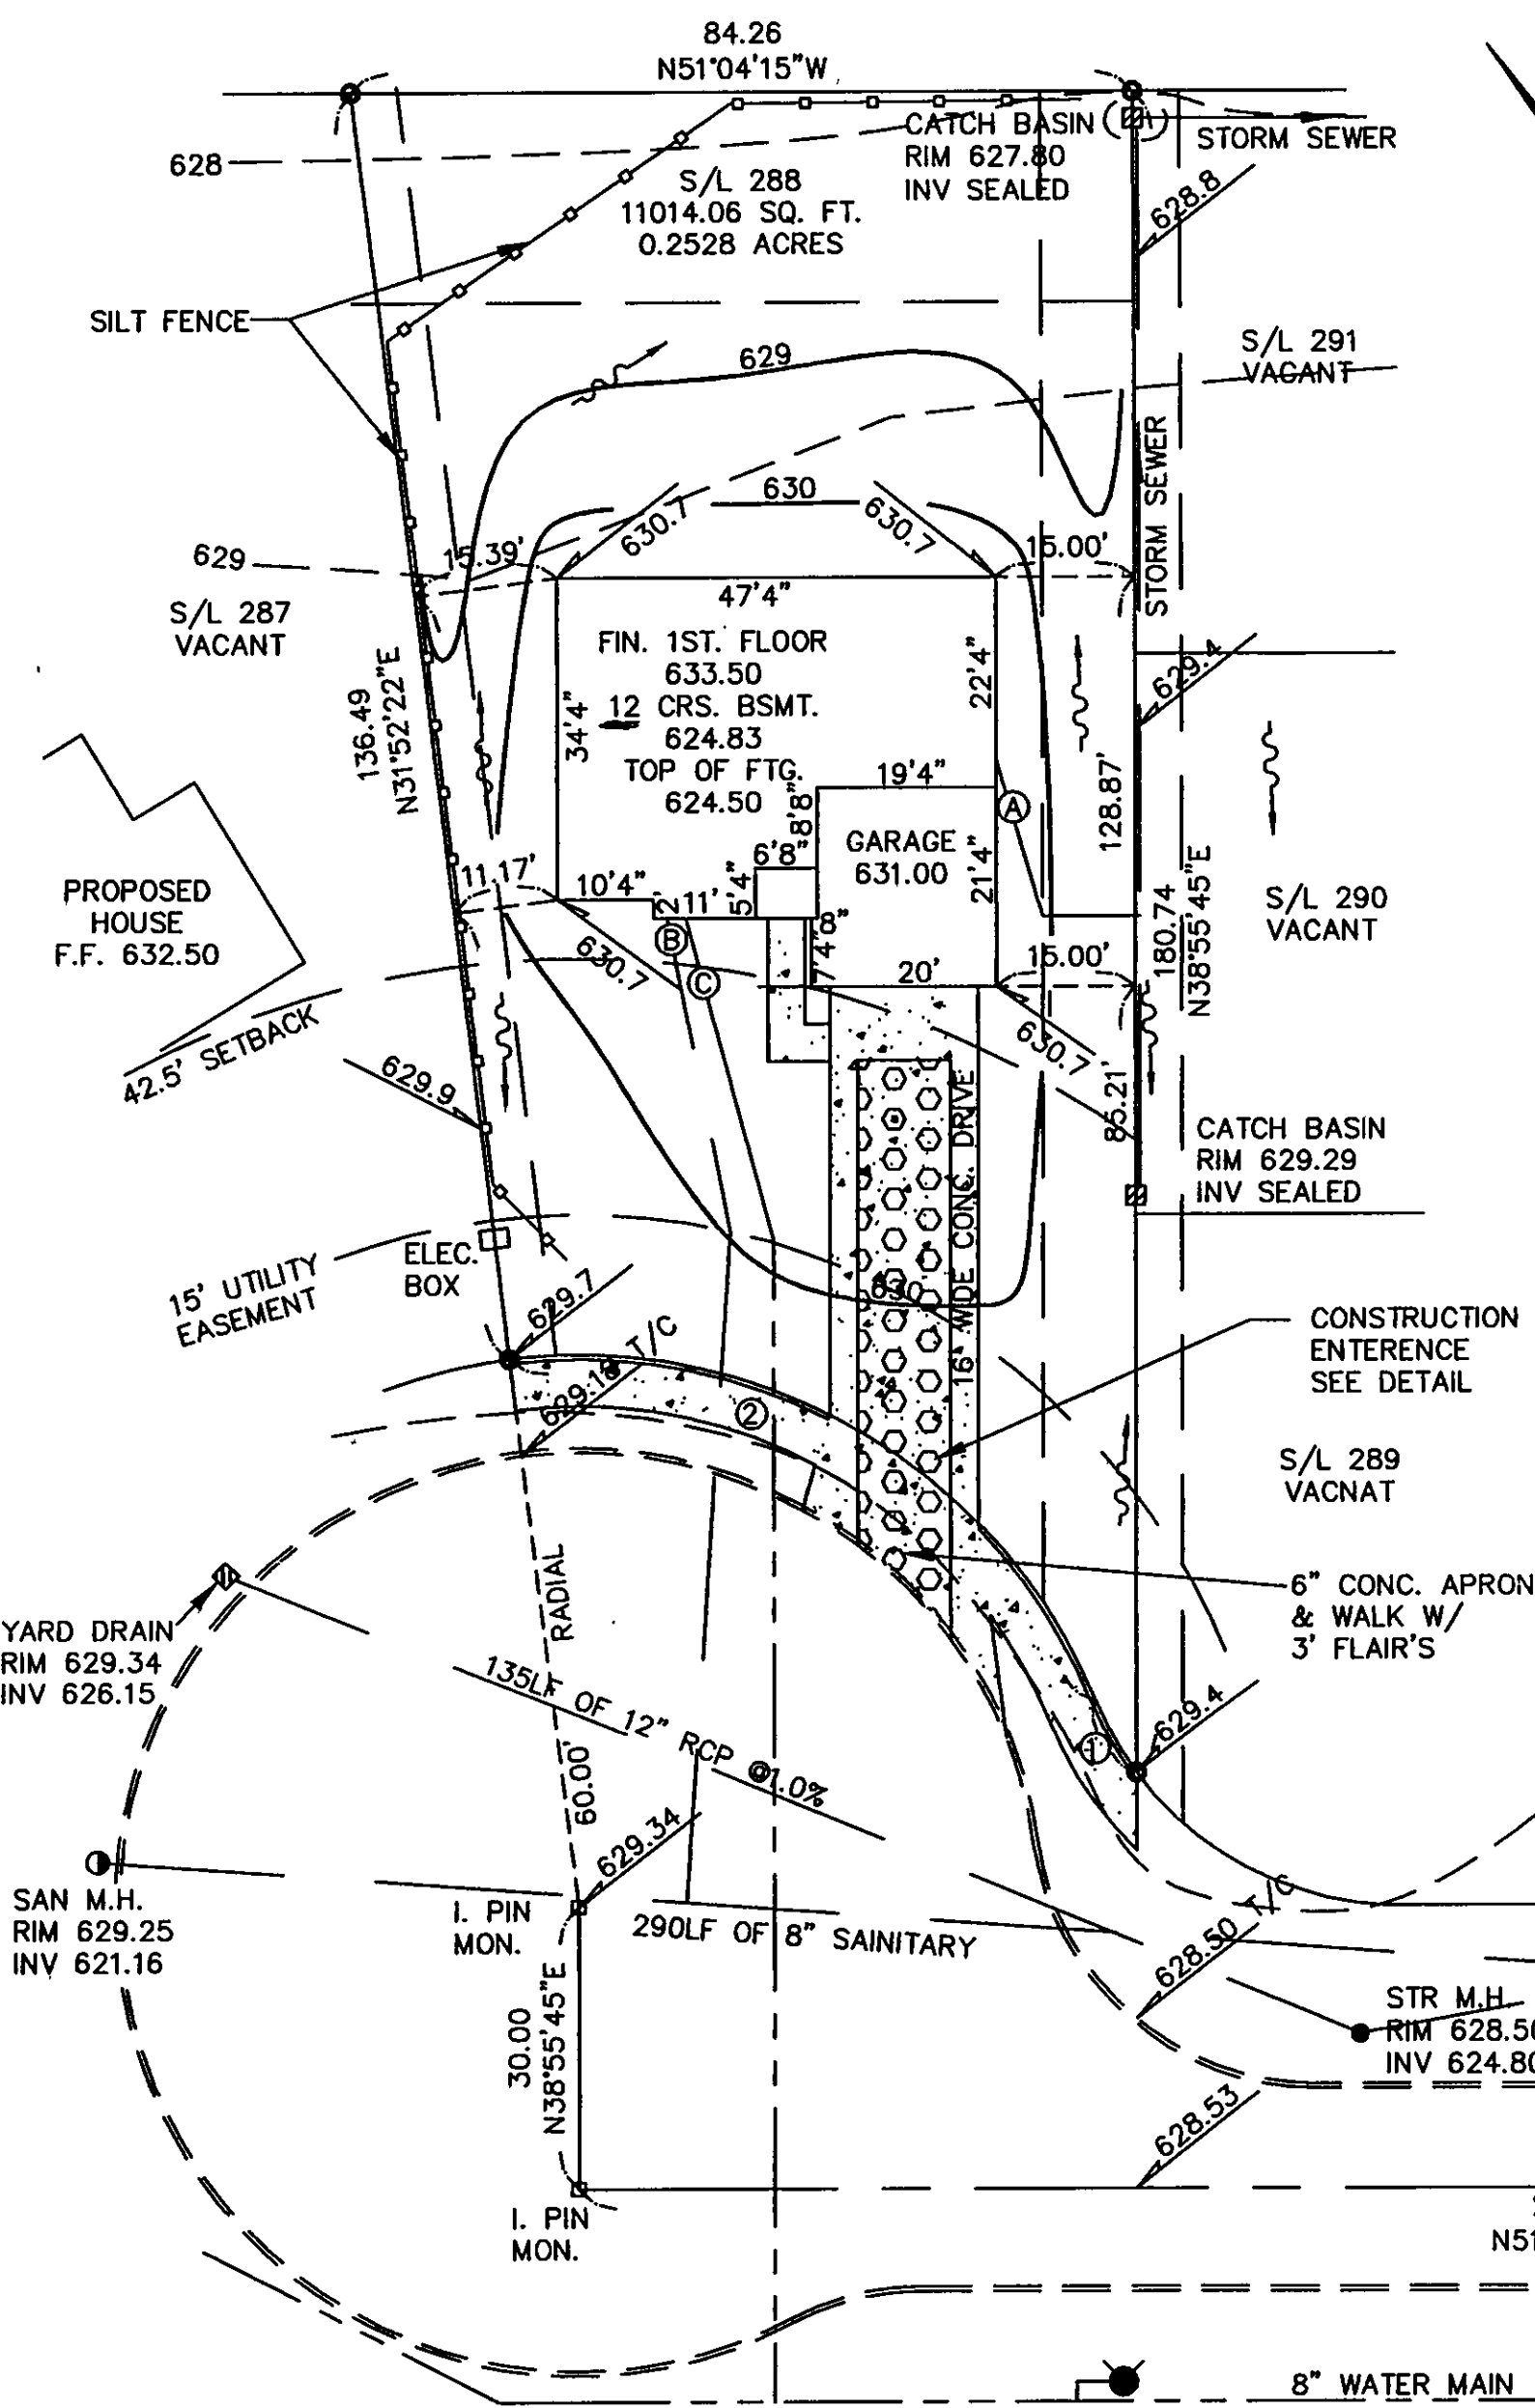 84.26
N51°04'15"W
628
CATCH BASIN
RIM 627.80
INV SEALED
STORM SEWER
S/L 288
11014.06 SQ. FT.
0.2528 ACRES
628.8
SILT FENCE
629
S/L 291
VACANT
630
630.7
630.7
STORM SEWER
629
15.39'
15.00'
47'4"
S/L 287
VACANT
FIN. 1ST. FLOOR
633.50
12 CRS. BSMT.
624.83
TOP OF FTG.
624.50
34'4"
22'4"
629.4
136.49
N31°52'22"E
19'4"
A
128.87'
8'8"
GARAGE
631.00
21'4"
6'8"
5'4"
PROPOSED
HOUSE
F.F. 632.50
11.17'
10'4"
2'
11'
B
C
7'4"
8"
20'
15.00'
180.74
N38°55'45"E
S/L 290
VACANT
630.7
630.7
42.5' SETBACK
629.9
85.21'
CATCH BASIN
RIM 629.29
INV SEALED
16' WIDE CONC. DRIVE
15' UTILITY
EASEMENT
ELEC.
BOX
629.7
630
CONSTRUCTION
ENTERENCE
SEE DETAIL
629.18 T/C
2
S/L 289
VACNAT
6" CONC. APRON
& WALK W/
3' FLAIR'S
YARD DRAIN
RIM 629.34
INV 626.15
RADIAL
135LF OF 12" RCP @1.0%
60.00'
1
629.4
629.34
SAN M.H.
RIM 629.25
INV 621.16
I. PIN
MON.
290LF OF 8" SAINITARY
628.50 T/C
30.00
N38°55'45"E
STR M.H.
RIM 628.50
INV 624.80
628.53
I. PIN
MON.
N51
8" WATER MAIN